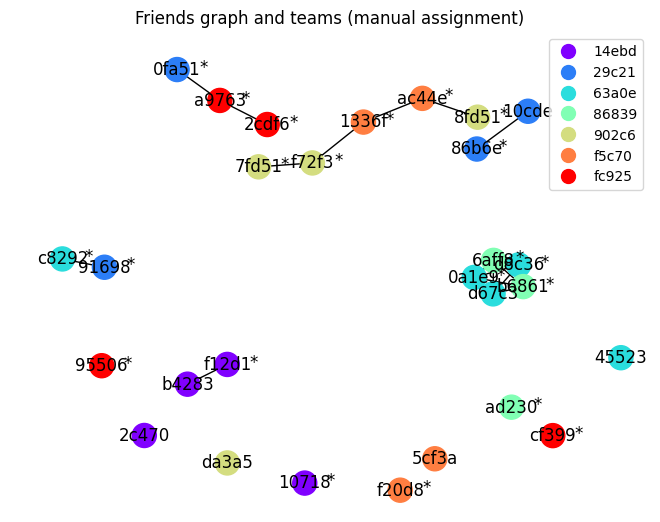 Friends graph and teams (manual assignment)
0fa51*
a9763*
2cdf6*
ac44e*
1336f*
8fd51*
10cde
86b6e*
7fd51*
f72f3*
14ebd
29c21
63a0e
86839
902c6
f5c70
fc925
c8292*
91698*
6aff8*
d8c36*
0a1e9*
b6861*
d67c3
95506*
f12d1*
b4283
45523
2c470
ad230*
cf399*
da3a5
5cf3a
10718*
f20d8*